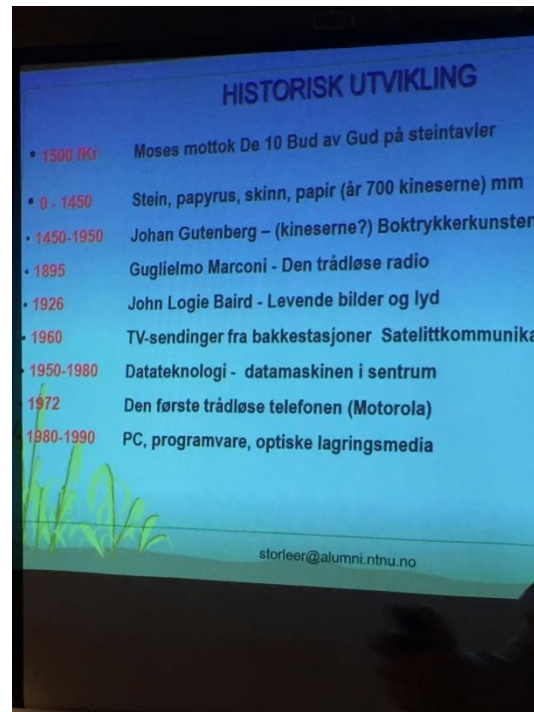 HISTORISK UTVIKLING
• 1500 fKr Moses mottok De 10 Bud av Gud på steintavler
• 0 - 1450 Stein, papyrus, skinn, papir (år 700 kineserne) mm
• 1450-1950 Johan Gutenberg – (kineserne?) Boktrykkerkunsten
• 1895 Guglielmo Marconi - Den trådløse radio
• 1926 John Logie Baird - Levende bilder og lyd
• 1960 TV-sendinger fra bakkestasjoner Satelittkommunika
• 1950-1980 Datateknologi - datamaskinen i sentrum
• 1972 Den første trådløse telefonen (Motorola)
• 1980-1990 PC, programvare, optiske lagringsmedia
storleer@alumni.ntnu.no